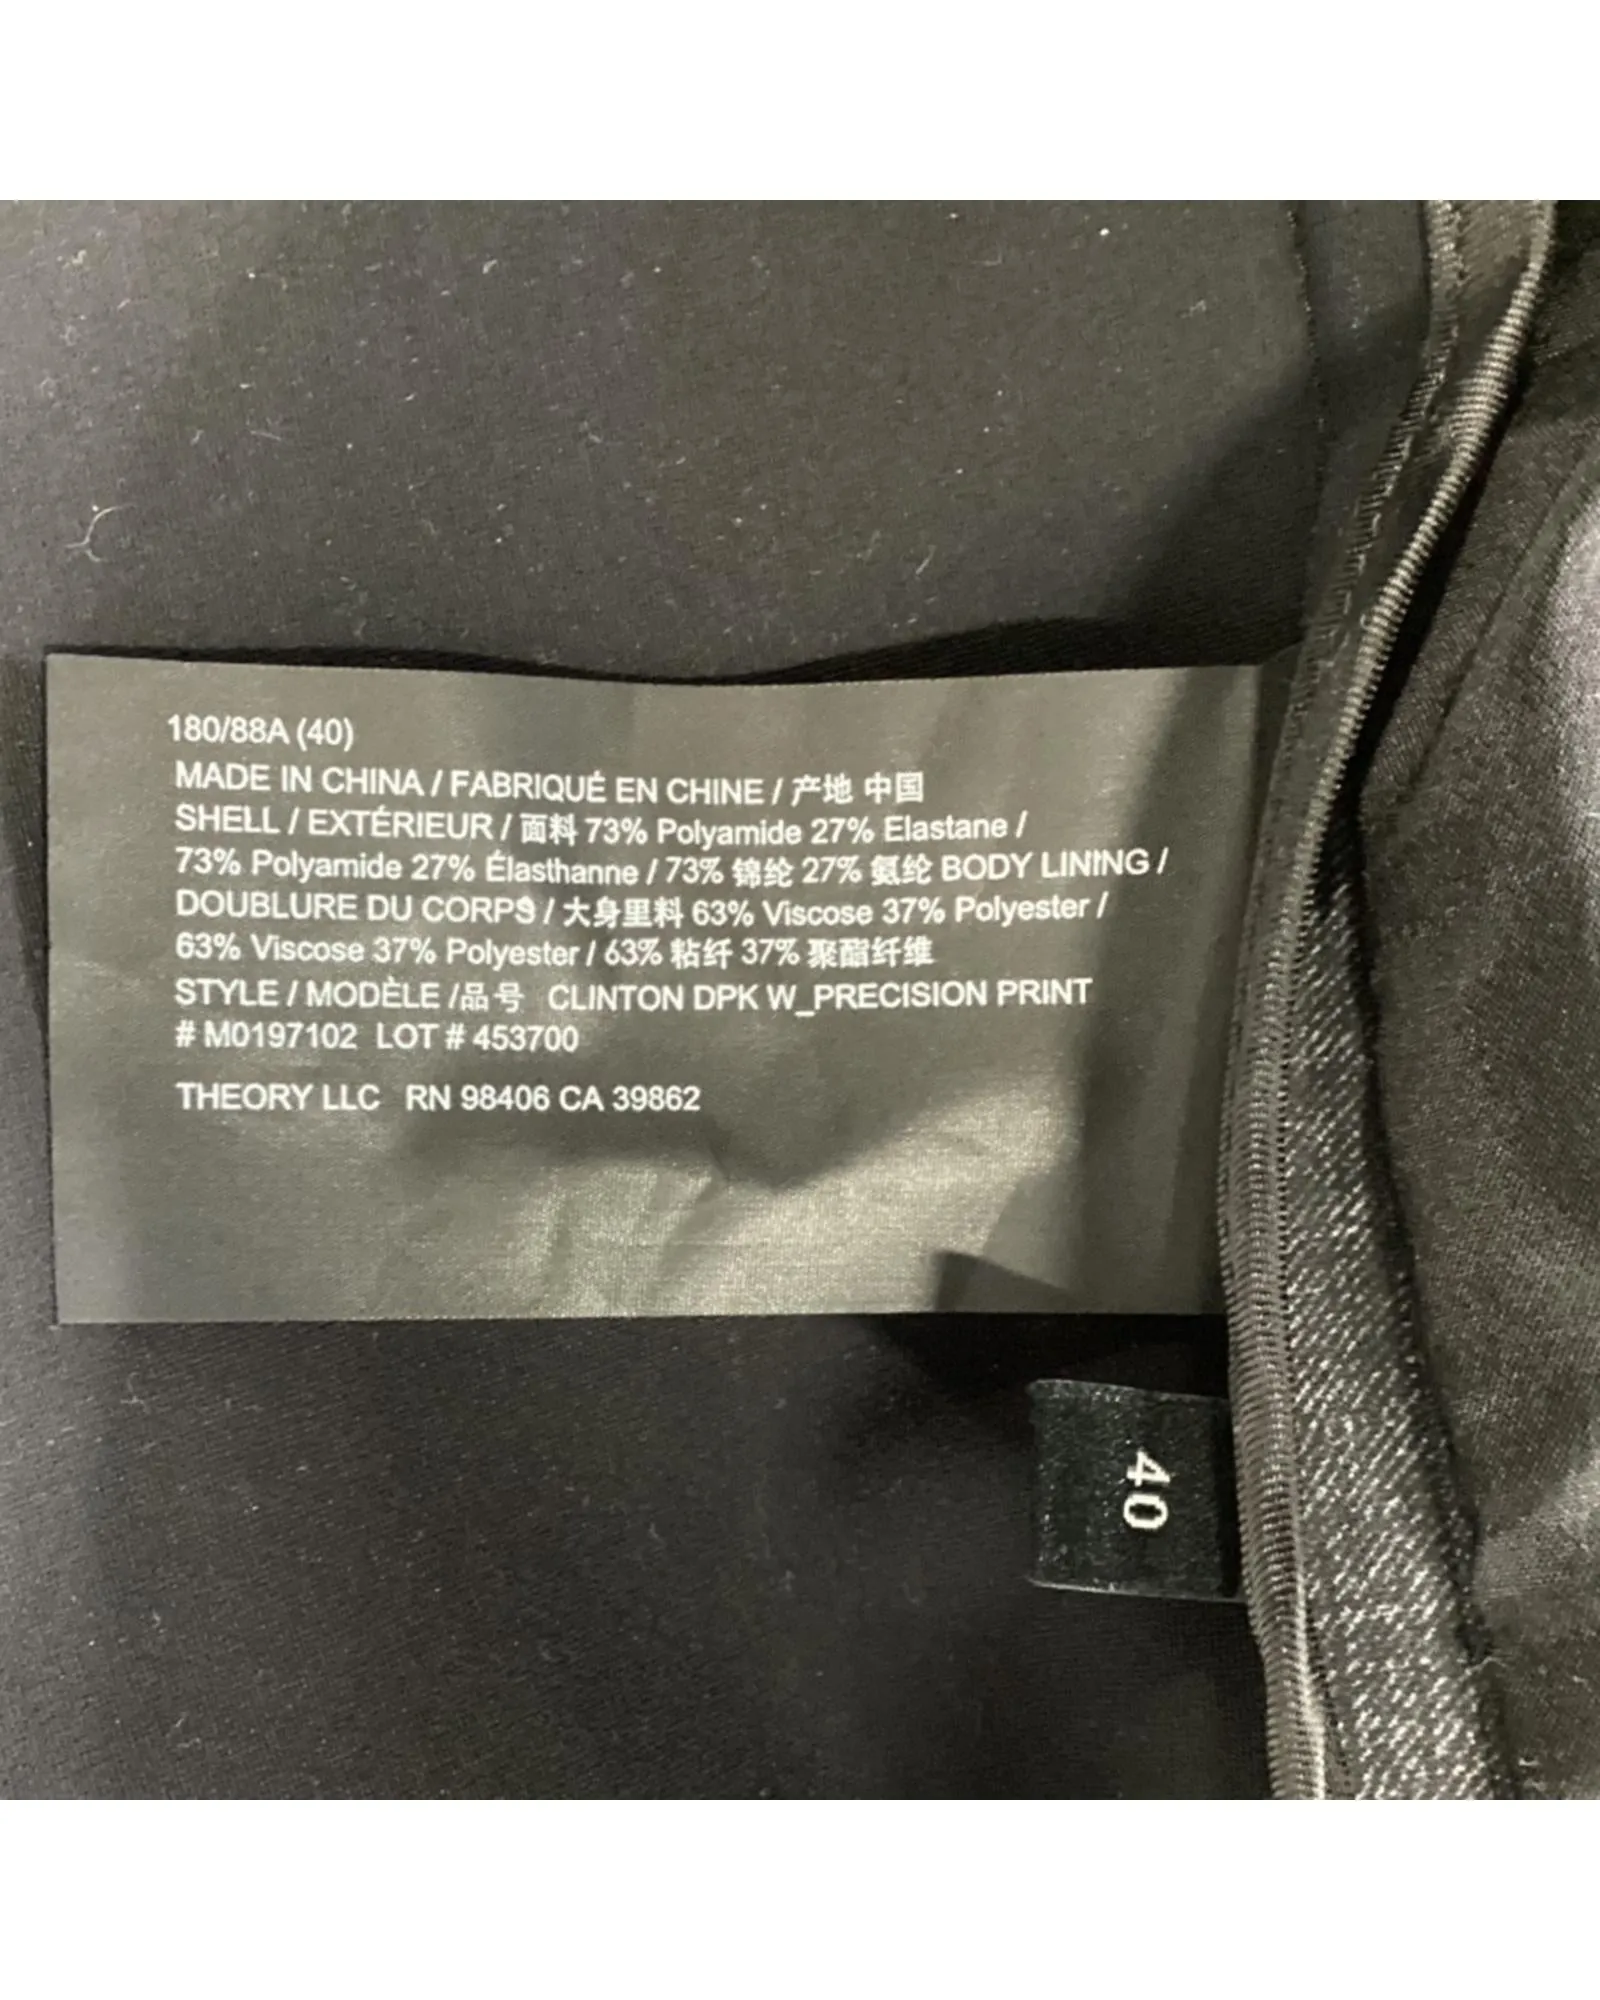 180/88A (40)
MADE IN CHINA / FABRIQUÉ EN CHINE / 产地 中国
SHELL / EXTÉRIEUR / 面料 73% Polyamide 27% Elastane /
73% Polyamide 27% Élasthanne / 73% 锦纶 27% 氨纶 BODY LINING /
DOUBLURE DU CORPS / 大身里料 63% Viscose 37% Polyester /
63% Viscose 37% Polyester / 63% 粘纤 37% 聚酯纤维
STYLE / MODÈLE /品号 CLINTON DPK W_PRECISION PRINT
# M0197102 LOT # 453700
THEORY LLC RN 98406 CA 39862
40